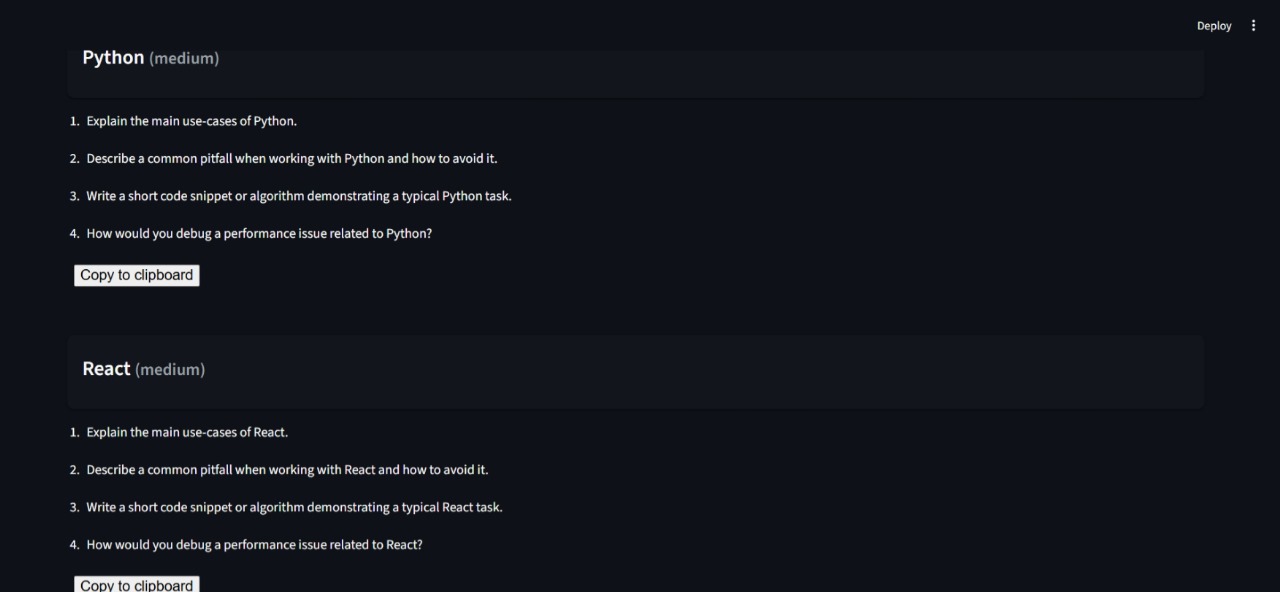 Deploy
Python (medium)
1. Explain the main use-cases of Python.
2. Describe a common pitfall when working with Python and how to avoid it.
3. Write a short code snippet or algorithm demonstrating a typical Python task.
4. How would you debug a performance issue related to Python?
Copy to clipboard
React (medium)
1. Explain the main use-cases of React.
2. Describe a common pitfall when working with React and how to avoid it.
3. Write a short code snippet or algorithm demonstrating a typical React task.
4. How would you debug a performance issue related to React?
Copy to clipboard